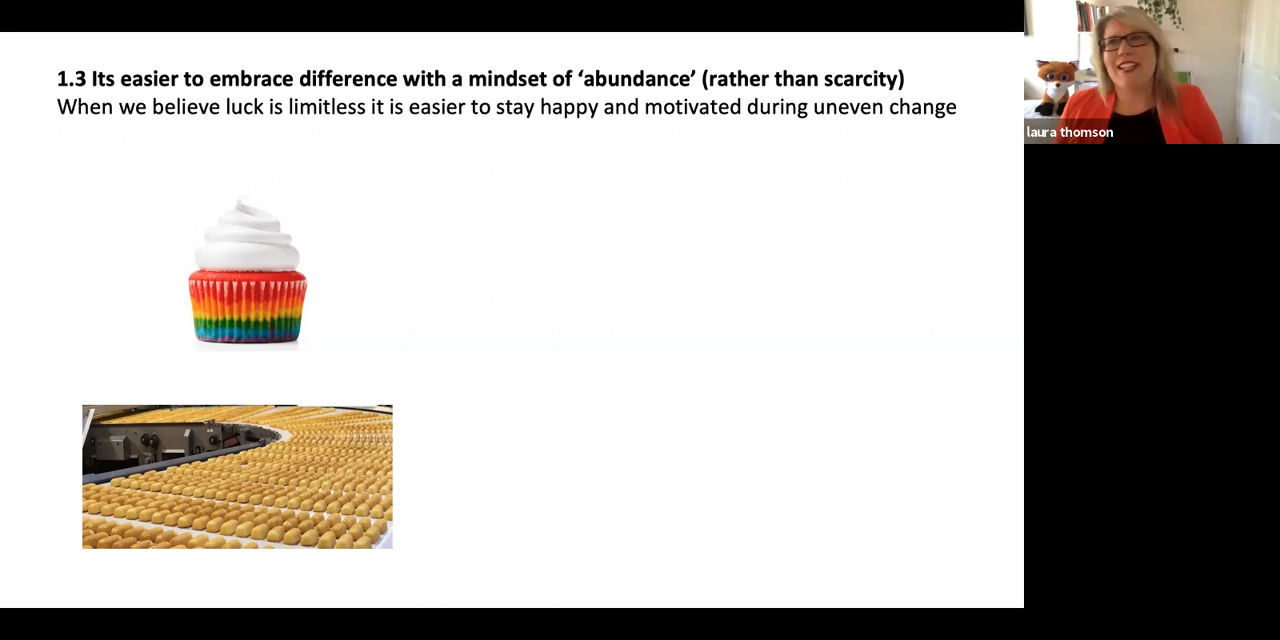 1.3 Its easier to embrace difference with a mindset of ‘abundance’ (rather than scarcity)
When we believe luck is limitless it is easier to stay happy and motivated during uneven change
laura thomson